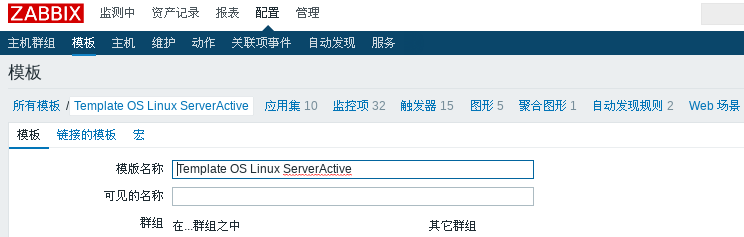 ZABBIX 监测中 资产记录 报表 配置 管理
主机群组 模板 主机 维护 动作 关联项事件 自动发现 服务
模板
所有模板 / Template OS Linux ServerActive 应用集 10 监控项 32 触发器 15 图形 5 聚合图形 1 自动发现规则 2 Web 场景
模板 链接的模板 宏
模版名称 Template OS Linux ServerActive
可见的名称
群组 在...群组之中 其它群组